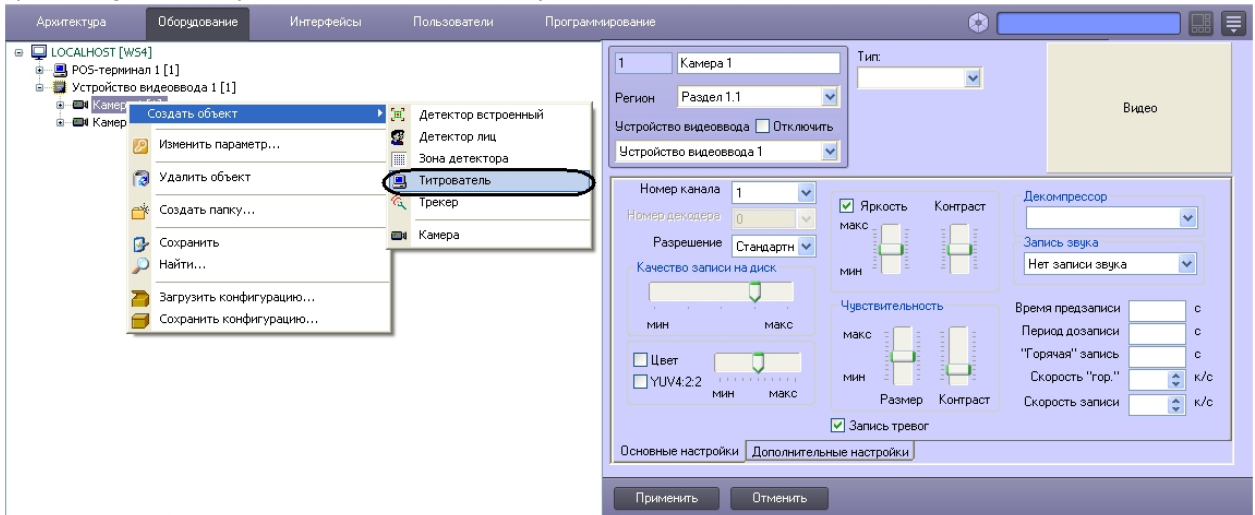 Архитектура Оборудование Интерфейсы Пользователи Программирование
LOCALHOST [WS4]
POS-терминал 1 [1]
Устройство видеоввода 1 [1]
Камер
Камер
Создать объект
Изменить параметр...
Удалить объект
Создать папку...
Сохранить
Найти...
Загрузить конфигурацию...
Сохранить конфигурацию...
Детектор встроенный
Детектор лиц
Зона детектора
Титрователь
Трекер
Камера
1 Камера 1
Регион Раздел 1.1
Устройство видеоввода Отключить
Устройство видеоввода 1
Тип:
Видео
Номер канала 1
Номер декодера 0
Разрешение Стандартн
Качество записи на диск
мин макс
Цвет
YUV4:2:2
мин макс
Яркость Контраст
макс
мин
Чувствительность
макс
мин
Размер Контраст
Запись тревог
Декомпрессор
Запись звука
Нет записи звука
Время предзаписи с
Период дозаписи с
"Горячая" запись с
Скорость "гор." к/с
Скорость записи к/с
Основные настройки Дополнительные настройки
Применить Отменить